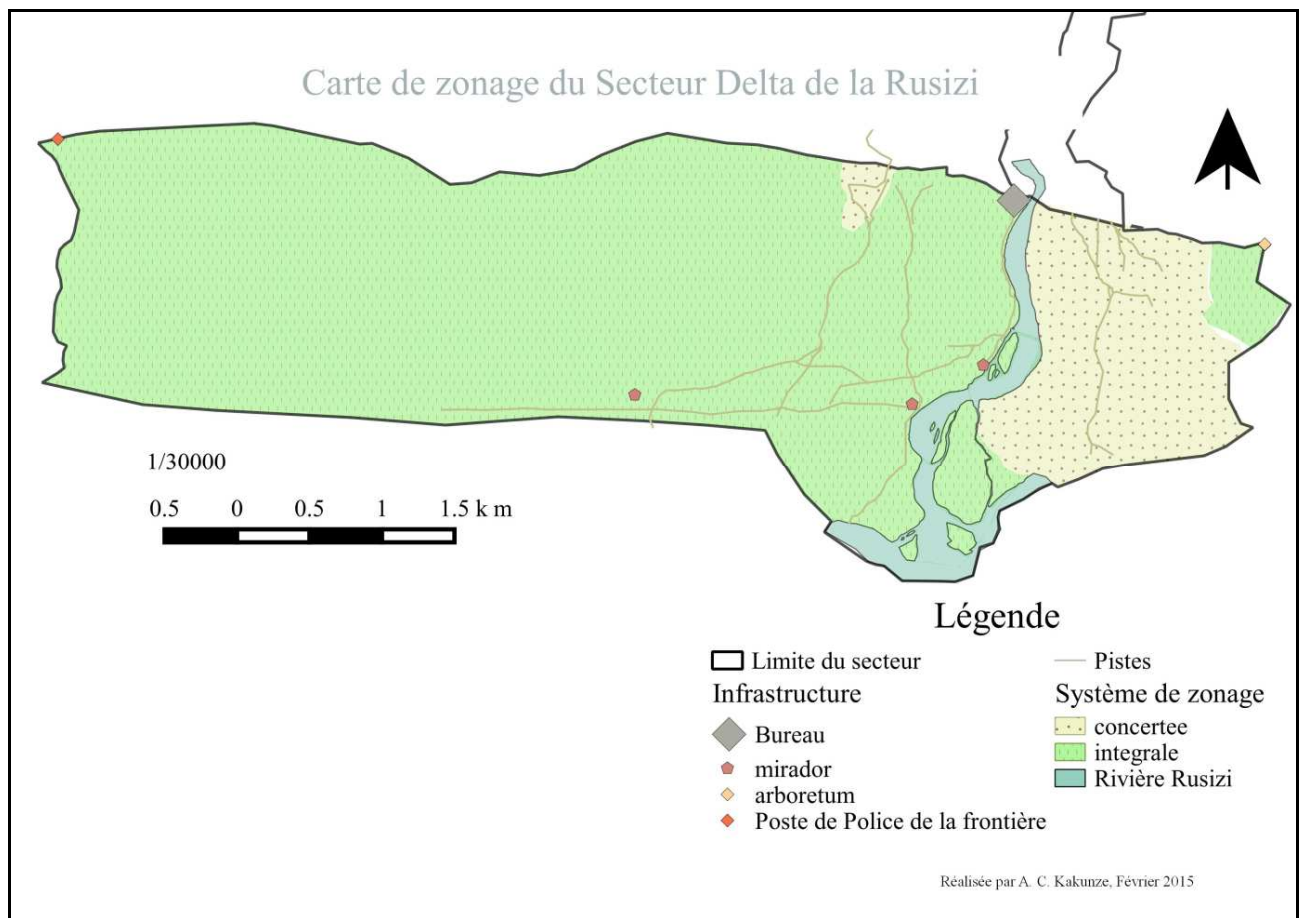 Carte de zonage du Secteur Delta de la Rusizi
1/30000
0.5 0 0.5 1 1.5 k m
Légende
Limite du secteur
Infrastructure
Bureau
mirador
arboretum
Poste de Police de la frontière
Pistes
Système de zonage
concertee
integrale
Rivière Rusizi
Réalisée par A. C. Kakunze, Février 2015